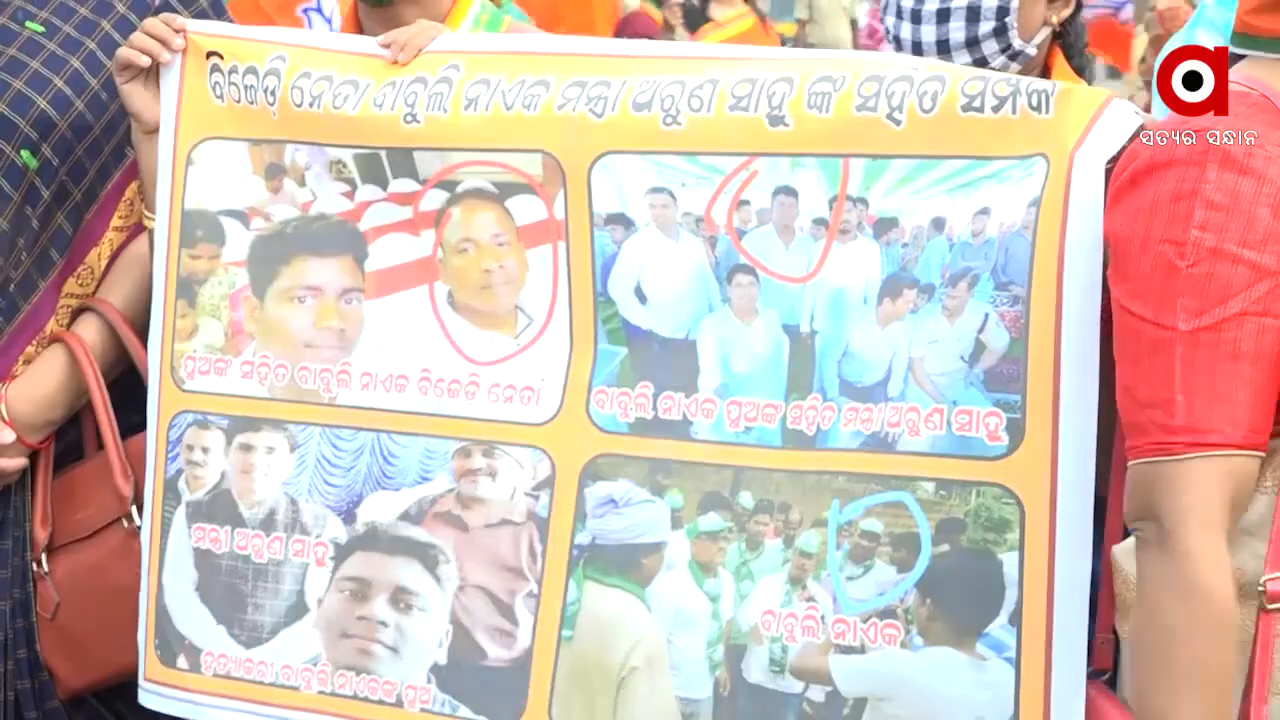 ବିଜେଡ଼ି ନେତା ବାବୁଲି ନାଏକ ମନ୍ତ୍ରୀ ଅରୁଣ ସାହୁ ଙ୍କ ସହିତ ସମ୍ପର୍କ
ସତ୍ୟର ସନ୍ଧାନ
ପୁଅଙ୍କ ସହିତ ବାବୁଲି ନାଏକ ବିଜେଡ଼ି ନେତା
ବାବୁଲି ନାଏକ ପୁଅଙ୍କ ସହିତ ମନ୍ତ୍ରୀ ଅରୁଣ ସାହୁ
ମନ୍ତ୍ରୀ ଅରୁଣ ସାହୁ
ହତ୍ୟାକାରୀ ବାବୁଲି ନାଏକଙ୍କ ପୁଅ
ବାବୁଲି ନାଏକ